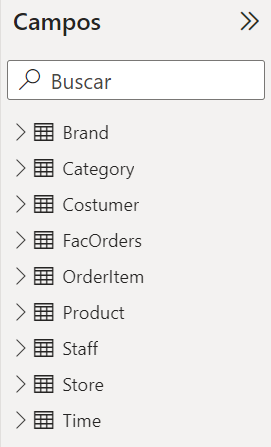 Campos
Buscar
Brand
Category
Costumer
FacOrders
OrderItem
Product
Staff
Store
Time